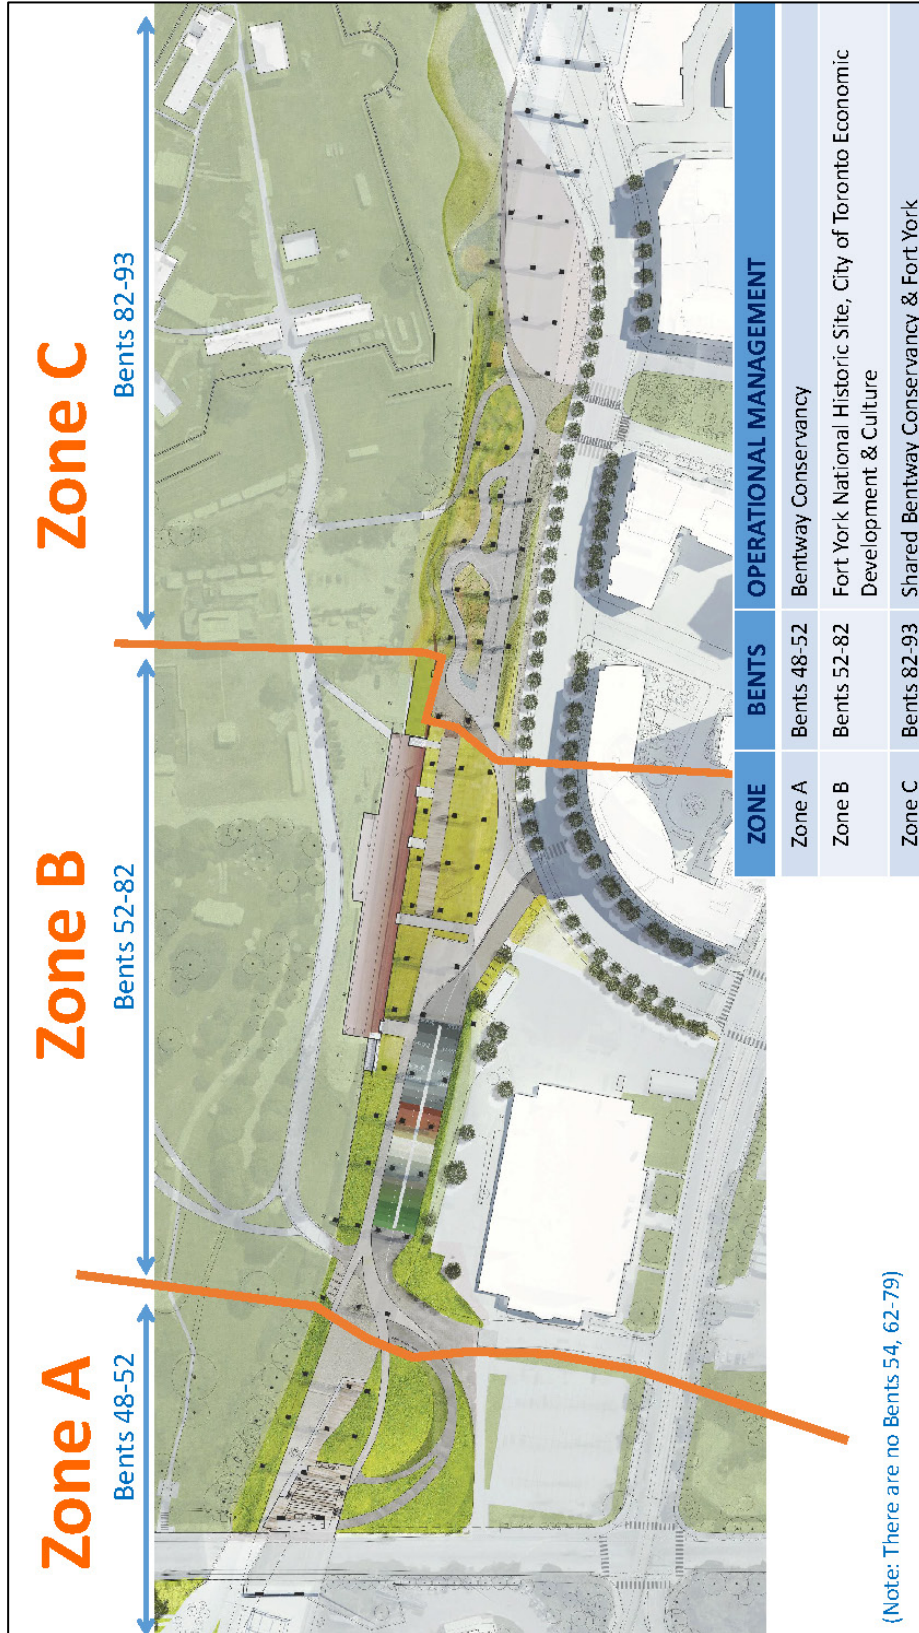 Zone A
Bents 48-52
Zone B
Bents 52-82
Zone C
Bents 82-93
ZONE BENTS OPERATIONAL MANAGEMENT
Zone A Bents 48-52 Bentway Conservancy
Zone B Bents 52-82 Fort York National Historic Site, City of Toronto Economic
Development & Culture
Zone C Bents 82-93 Shared Bentway Conservancy & Fort York
(Note: There are no Bents 54, 62-79)